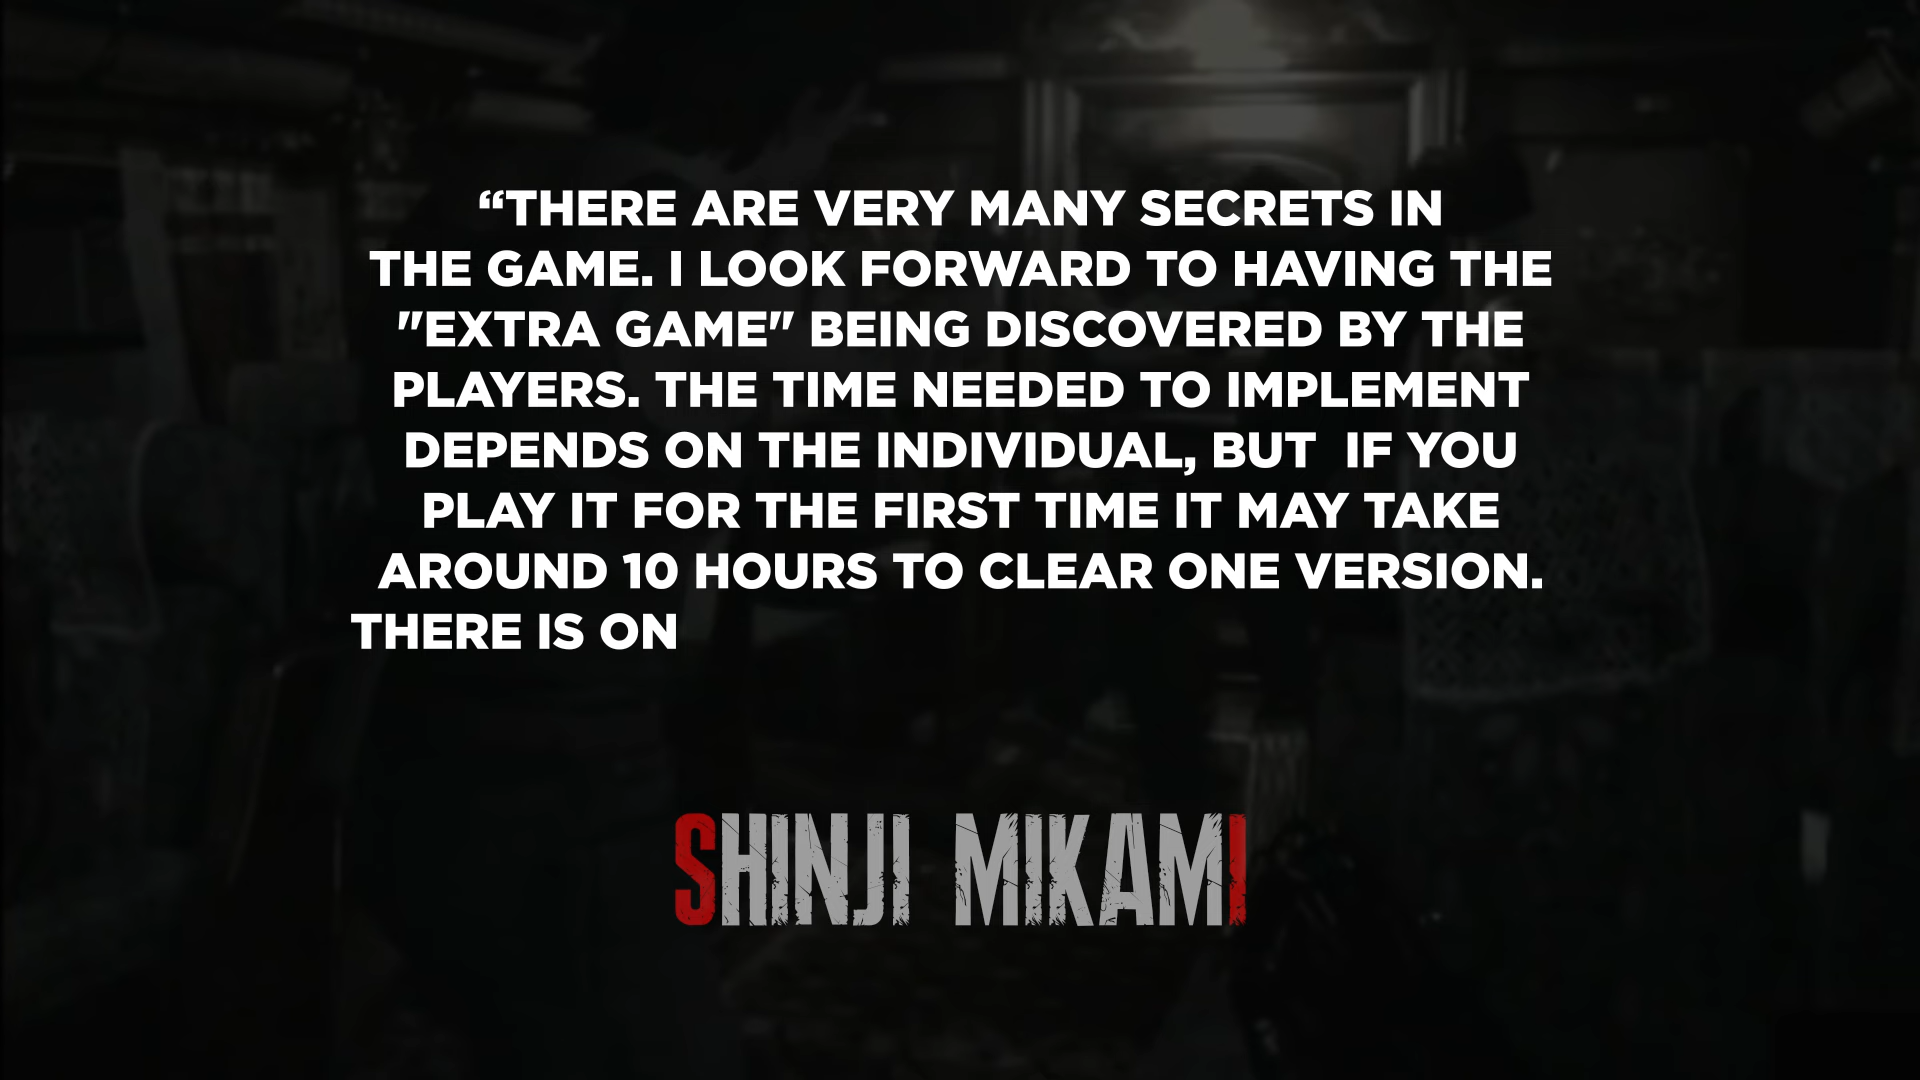 “THERE ARE VERY MANY SECRETS IN
THE GAME. I LOOK FORWARD TO HAVING THE
"EXTRA GAME" BEING DISCOVERED BY THE
PLAYERS. THE TIME NEEDED TO IMPLEMENT
DEPENDS ON THE INDIVIDUAL, BUT  IF YOU
PLAY IT FOR THE FIRST TIME IT MAY TAKE
AROUND 10 HOURS TO CLEAR ONE VERSION.
THERE IS ON
SHINJI MIKAMI